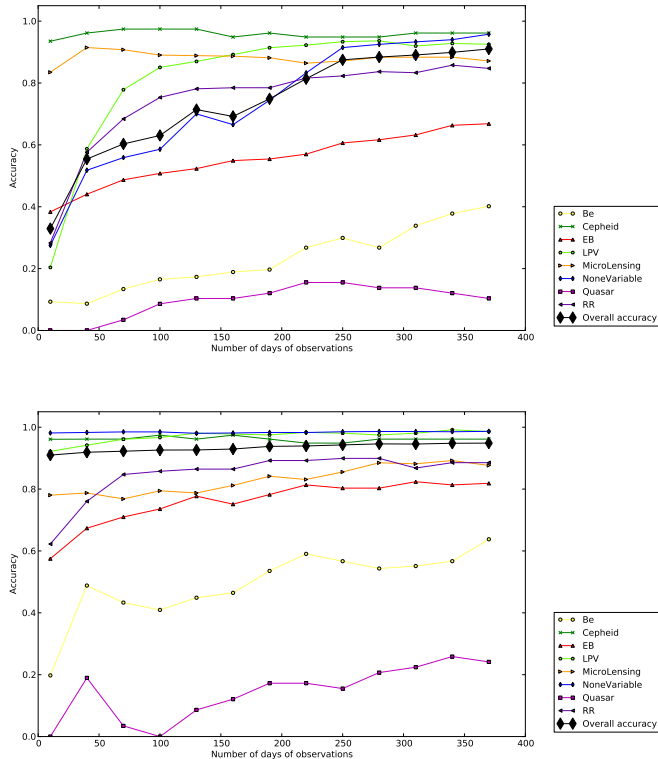 1.0
0.8
0.6
0.4
0.2
0.0
Accuracy
0 50 100 150 200 250 300 350 400
Number of days of observations
Be
Cepheid
EB
LPV
MicroLensing
NoneVariable
Quasar
RR
Overall accuracy
1.0
0.8
0.6
0.4
0.2
0.0
Accuracy
0 50 100 150 200 250 300 350 400
Number of days of observations
Be
Cepheid
EB
LPV
MicroLensing
NoneVariable
Quasar
RR
Overall accuracy